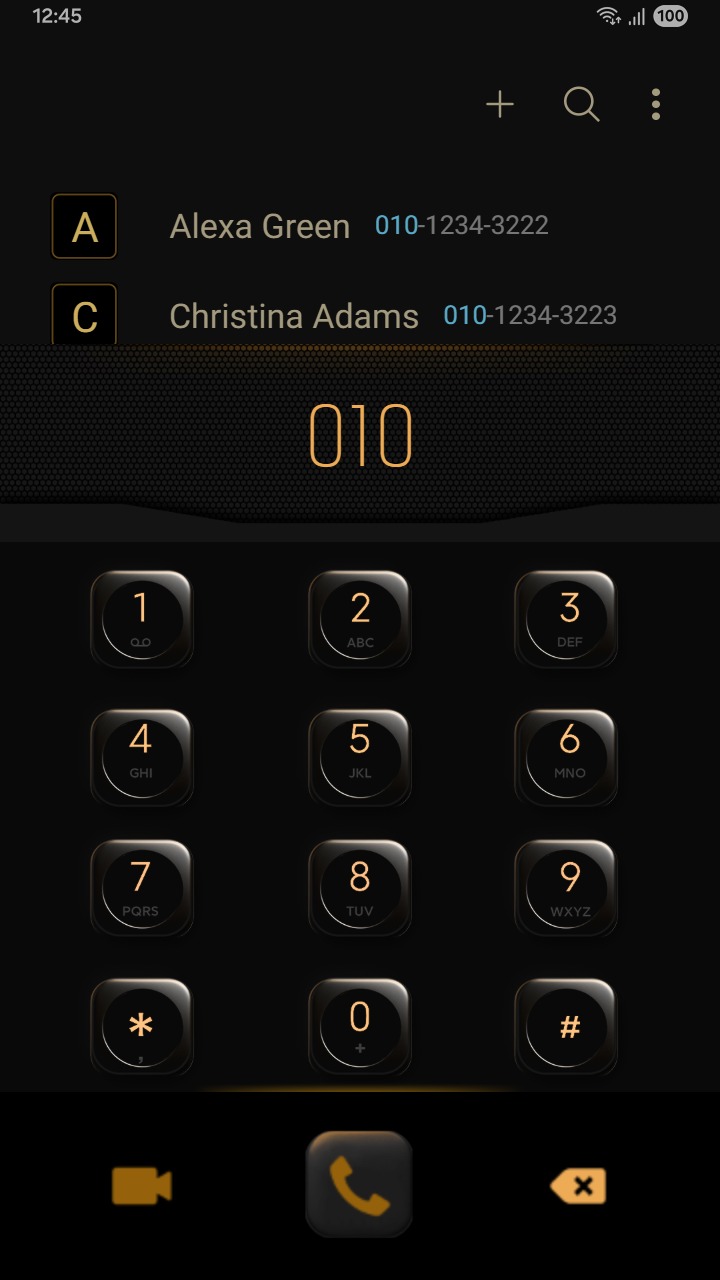 12:45 100
A Alexa Green 010-1234-3222
C Christina Adams 010-1234-3223
010
1 2 3
ABC DEF
4 5 6
GHI JKL MNO
7 8 9
PQRS TUV WXYZ
* 0 #
, +